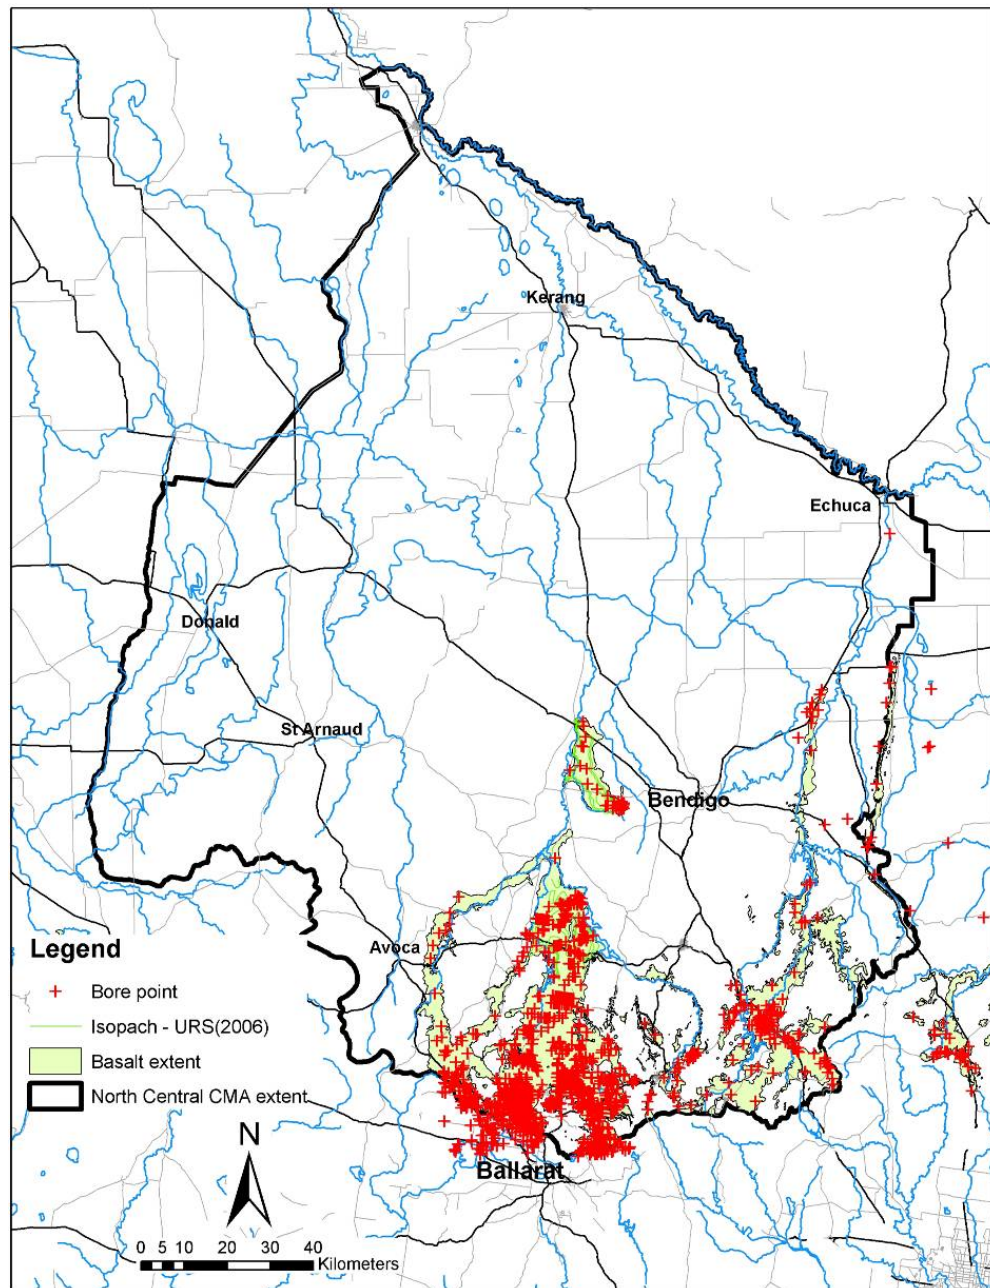 Kerang
Echuca
Donald
St Arnaud
Bendigo
Avoca
Legend
Bore point
Isopach - URS(2006)
Basalt extent
North Central CMA extent
N
Ballarat
0 5 10 20 30 40
Kilometers